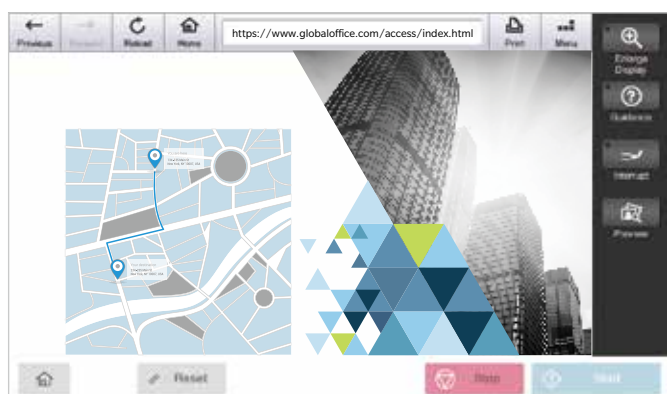 Previous
Reload
Home
https://www.globaloffice.com/access/index.html
Print
Menu
Enlarge
Display
Guidance
Interrupt
Preview
Reset
Stop
Start